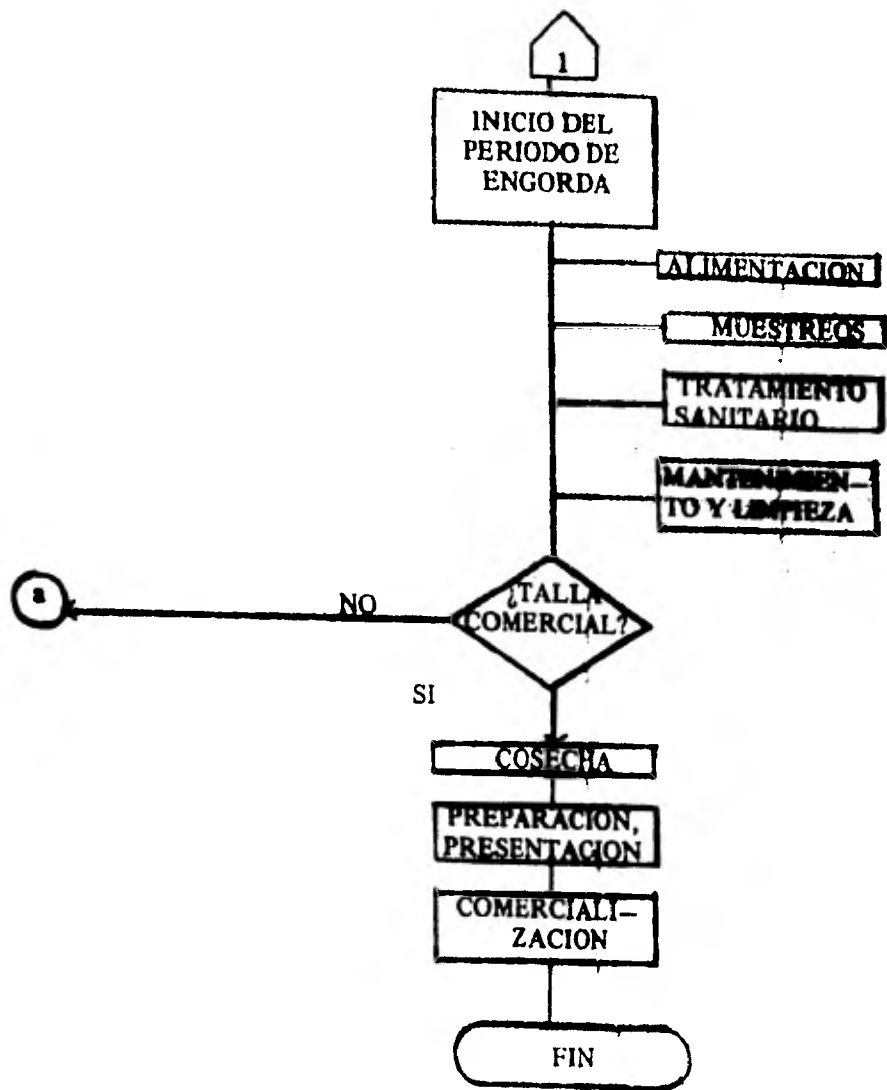 1
INICIO DEL
PERIODO DE
ENGORDA
ALIMENTACION
MUESTREOS
TRATAMIENTO
SANITARIO
MANTENIMIEN-
TO Y LIMPIEZA
¿TALLA
COMERCIAL?
NO
a
SI
COSECHA
PREPARACION,
PRESENTACION
COMERCIALI-
ZACION
FIN